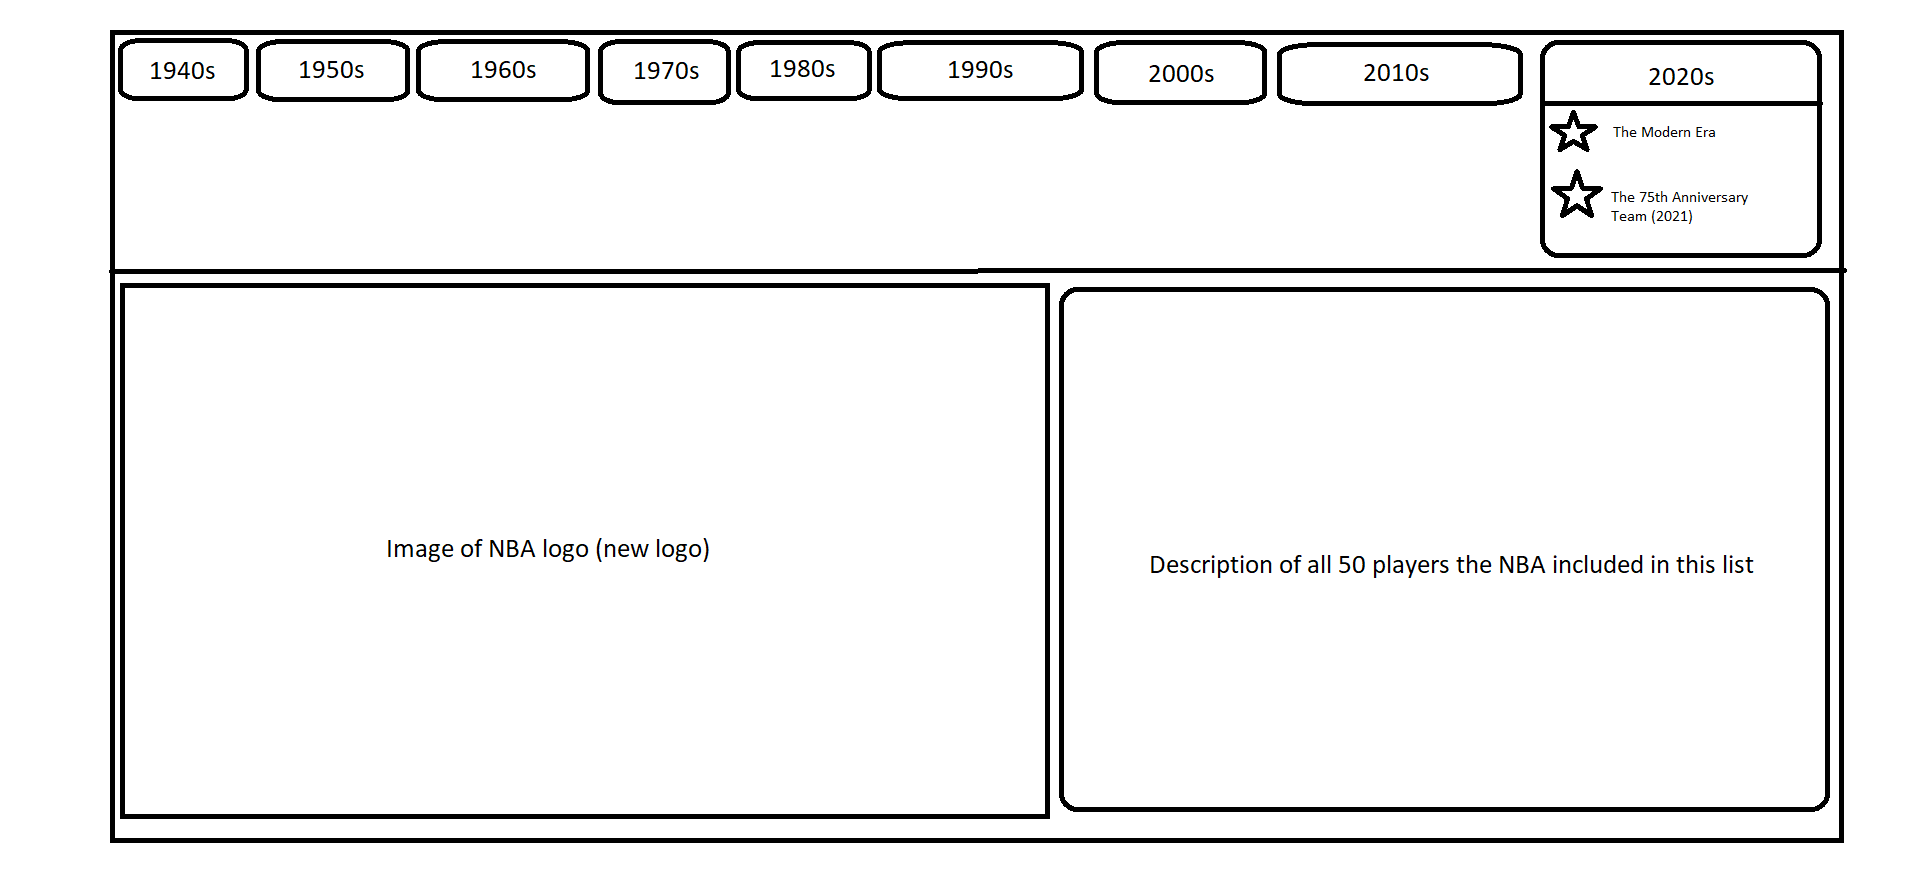 1940s
1950s
1960s
1970s
1980s
1990s
2000s
2010s
2020s
The Modern Era
The 75th Anniversary
Team (2021)
Image of NBA logo (new logo)
Description of all 50 players the NBA included in this list